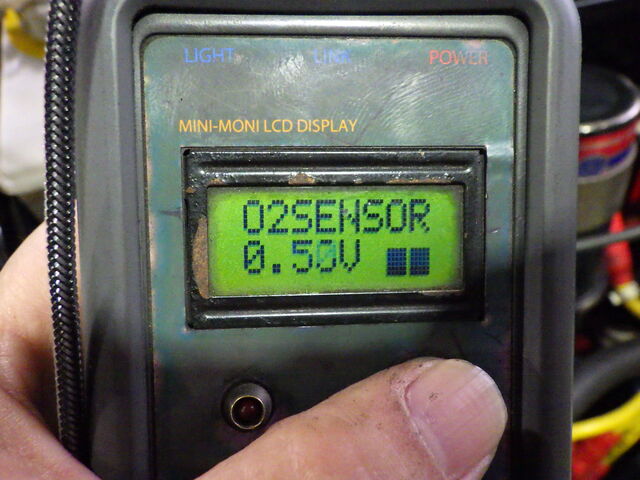 LIGHT LINK POWER
MINI-MONI LCD DISPLAY
O2SENSOR
0.50V